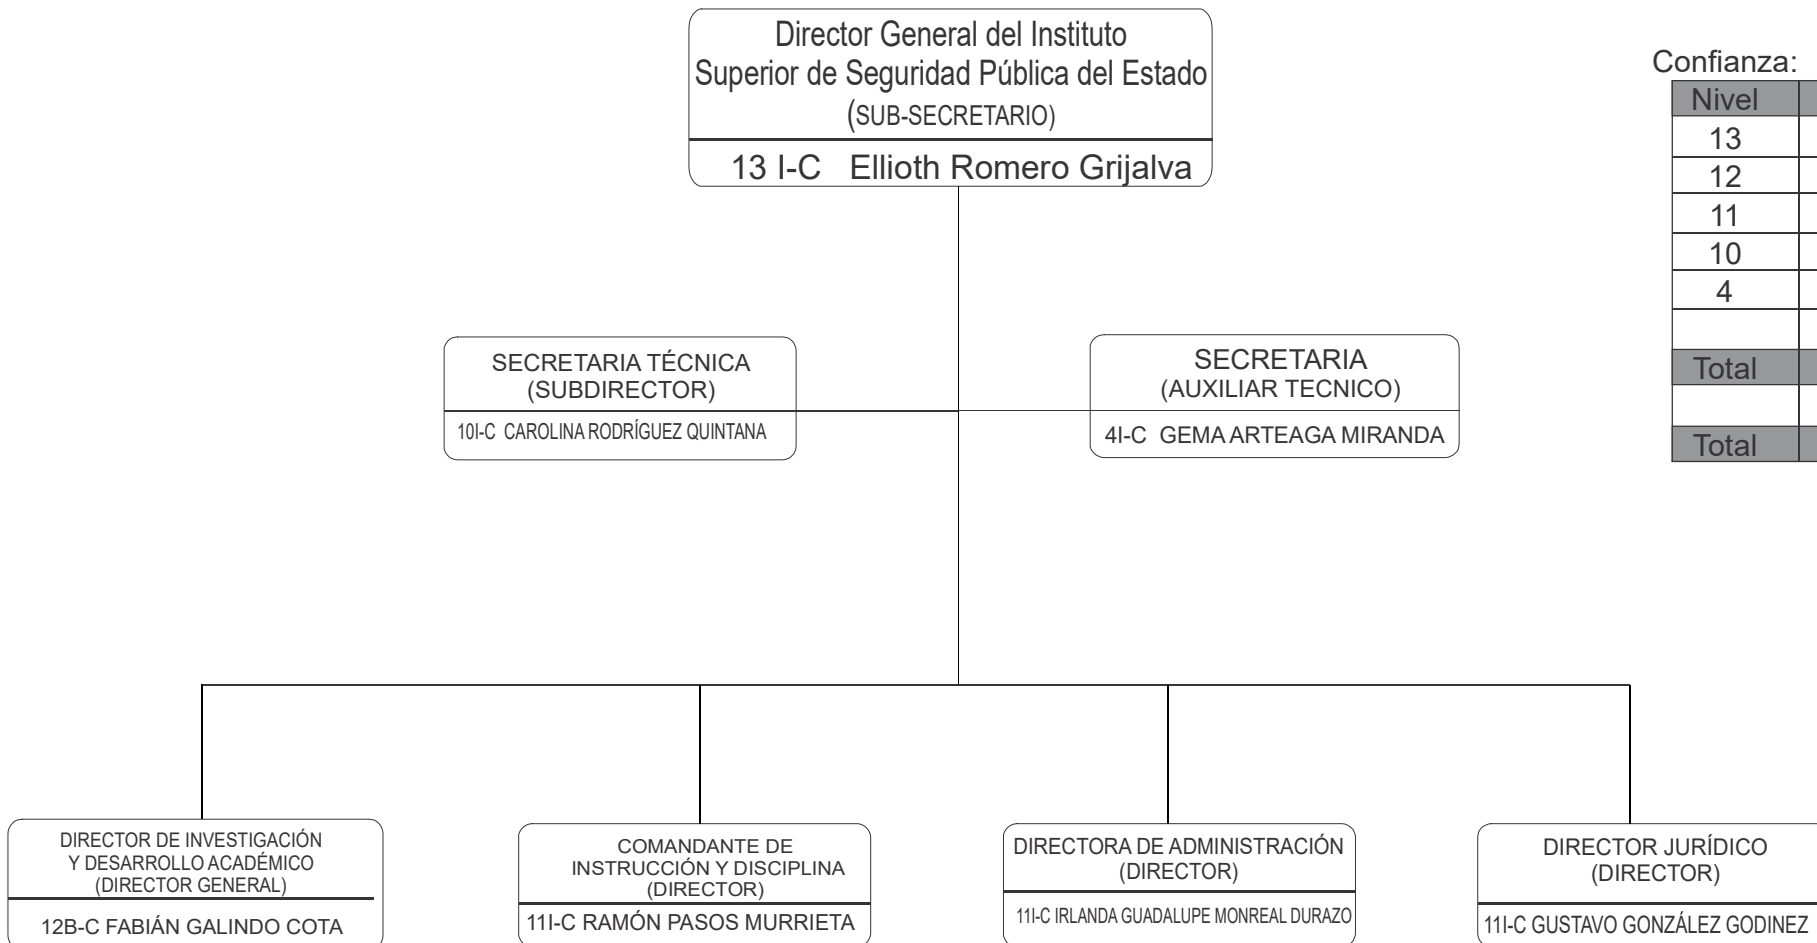 Director General del Instituto
Superior de Seguridad Pública del Estado
(SUB-SECRETARIO)
13 I-C Ellioth Romero Grijalva
Confianza:
Nivel
13
12
11
10
4
Total
Total
SECRETARIA TÉCNICA
(SUBDIRECTOR)
10I-C CAROLINA RODRÍGUEZ QUINTANA
SECRETARIA
(AUXILIAR TECNICO)
4I-C GEMA ARTEAGA MIRANDA
DIRECTOR DE INVESTIGACIÓN
Y DESARROLLO ACADÉMICO
(DIRECTOR GENERAL)
12B-C FABIÁN GALINDO COTA
COMANDANTE DE
INSTRUCCIÓN Y DISCIPLINA
(DIRECTOR)
11I-C RAMÓN PASOS MURRIETA
DIRECTORA DE ADMINISTRACIÓN
(DIRECTOR)
11I-C IRLANDA GUADALUPE MONREAL DURAZO
DIRECTOR JURÍDICO
(DIRECTOR)
11I-C GUSTAVO GONZÁLEZ GODINEZ